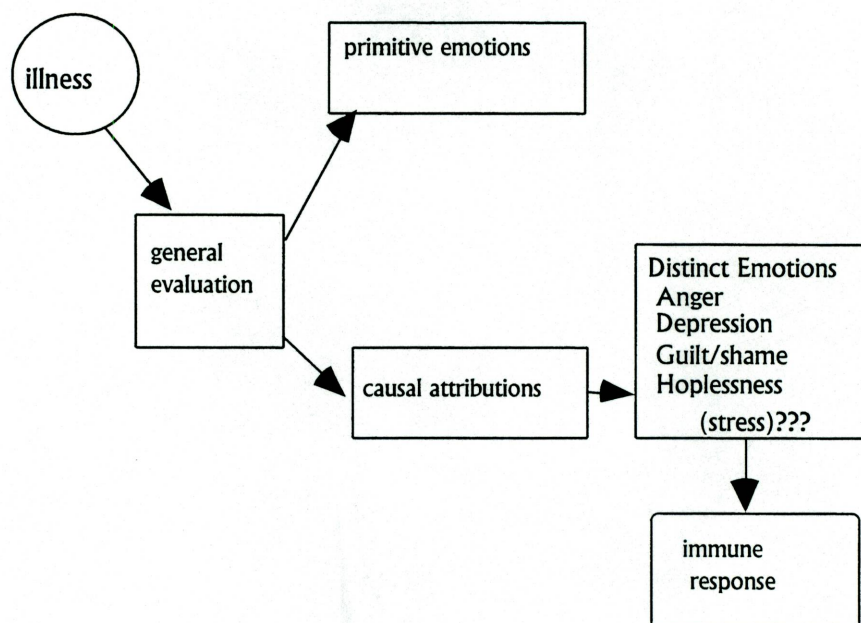 illness
primitive emotions
general
evaluation
causal attributions
Distinct Emotions
Anger
Depression
Guilt/shame
Hoplessness
(stress)???
immune
response